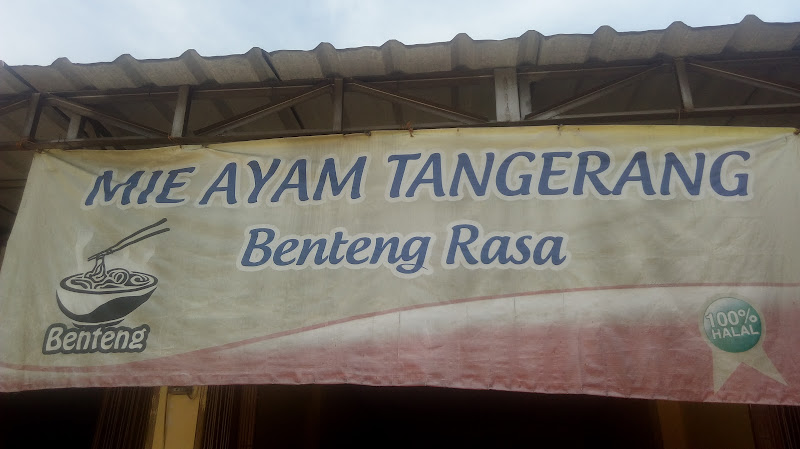 MIE AYAM TANGERANG
Benteng Rasa
Benteng
100%
HALAL